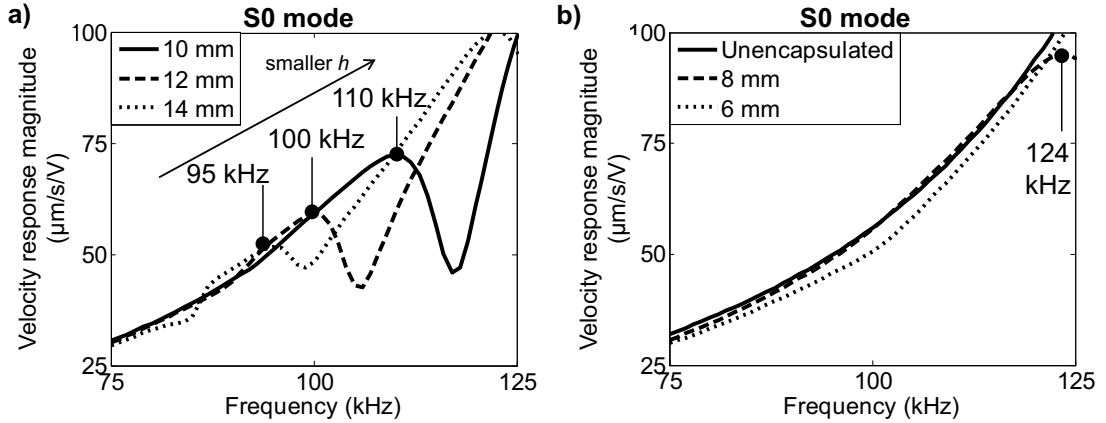 a)
S0 mode
Velocity response magnitude
(µm/s/V)
100
75
50
25
10 mm
12 mm
14 mm
smaller h
110 kHz
100 kHz
95 kHz
75
100
125
Frequency (kHz)
b)
S0 mode
Velocity response magnitude
(µm/s/V)
100
75
50
25
Unencapsulated
8 mm
6 mm
124
kHz
75
100
125
Frequency (kHz)